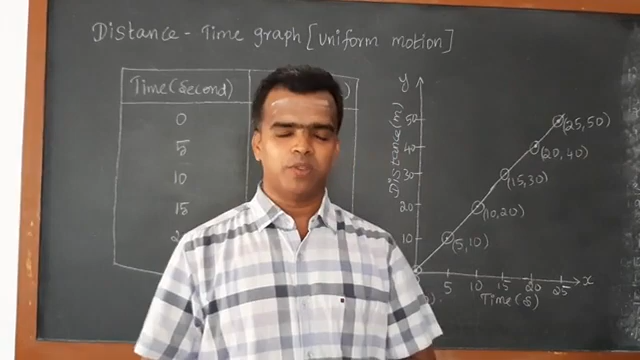 Distance - Time graph [uniform motion]
Time(Second)
0
5
10
15
2
y
Distance (m)
50
40
30
20
10
(25,50)
(20,40)
(15,30)
(10,20)
(5,10)
5 10 15 20 25 x
Time(s)